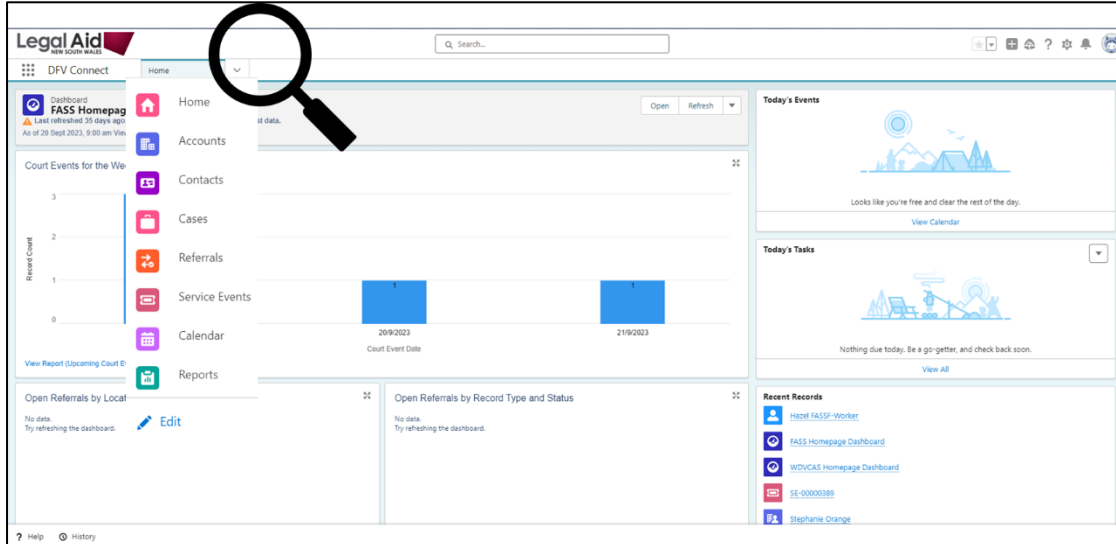 Legal Aid
NEW SOUTH WALES
Search...
DFV Connect
Home
Home
Accounts
Contacts
Cases
Referrals
Service Events
Calendar
Reports
Edit
Dashboard
FASS Homepag
Last refreshed 35 days ago
st data.
As of 20 Sept 2023, 9:00 am Vie
Open
Refresh
Court Events for the We
Record Count
3
2
1
0
1
1
20/9/2023
21/9/2023
Court Event Date
View Report (Upcoming Court E
Open Referrals by Locat
No data.
Try refreshing the dashboard.
Open Referrals by Record Type and Status
No data.
Try refreshing the dashboard.
Today's Events
Looks like you're free and clear the rest of the day.
View Calendar
Today's Tasks
Nothing due today. Be a go-getter, and check back soon.
View All
Recent Records
Hazel FASSF-Worker
FASS Homepage Dashboard
WDVCAS Homepage Dashboard
SE-00000389
Stephanie Orange
? Help
History